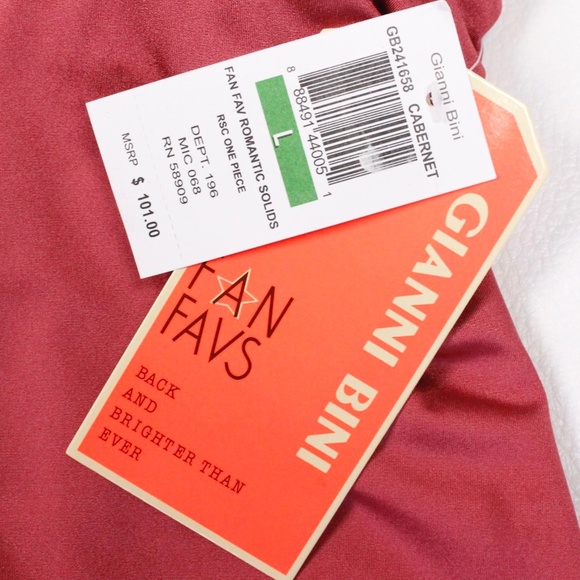 Gianni Bini
GB241658 CABERNET
8 88491 44005 1
L
FAN FAV ROMANTIC SOLIDS
RSC ONE PIECE
DEPT. 196
MIC 068
RN 58909
MSRP $ 101.00
GIANNI BINI
FAN
FAVS
BACK
AND
BRIGHTER THAN
EVER